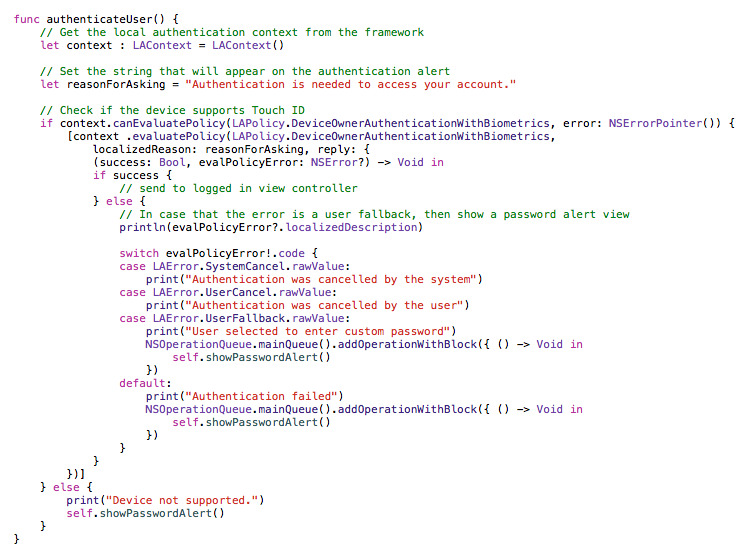 func authenticateUser() {
    // Get the local authentication context from the framework
    let context : LAContext = LAContext()

    // Set the string that will appear on the authentication alert
    let reasonForAsking = "Authentication is needed to access your account."

    // Check if the device supports Touch ID
    if context.canEvaluatePolicy(LAPolicy.DeviceOwnerAuthenticationWithBiometrics, error: NSErrorPointer()) {
        [context .evaluatePolicy(LAPolicy.DeviceOwnerAuthenticationWithBiometrics,
            localizedReason: reasonForAsking, reply: {
            (success: Bool, evalPolicyError: NSError?) -> Void in
            if success {
                // send to logged in view controller
            } else {
                // In case that the error is a user fallback, then show a password alert view
                println(evalPolicyError?.localizedDescription)

                switch evalPolicyError!.code {
                case LAError.SystemCancel.rawValue:
                    print("Authentication was cancelled by the system")
                case LAError.UserCancel.rawValue:
                    print("Authentication was cancelled by the user")
                case LAError.UserFallback.rawValue:
                    print("User selected to enter custom password")
                    NSOperationQueue.mainQueue().addOperationWithBlock({ () -> Void in
                        self.showPasswordAlert()
                    })
                default:
                    print("Authentication failed")
                    NSOperationQueue.mainQueue().addOperationWithBlock({ () -> Void in
                        self.showPasswordAlert()
                    })
                }
            }
        })]
    } else {
        print("Device not supported.")
        self.showPasswordAlert()
    }
}